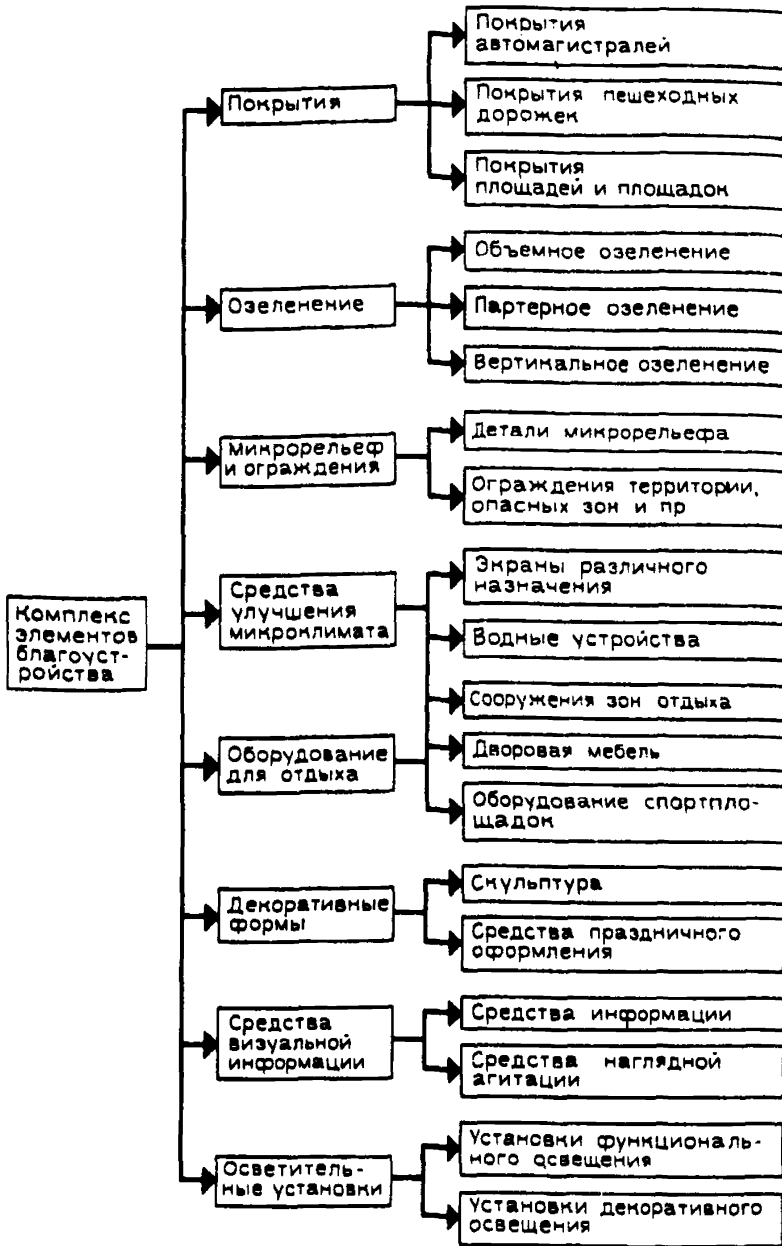 Комплекс
элементов
благоуст-
ройства
Покрытия
Покрытия
автомагистралей
Покрытия пешеходных
дорожек
Покрытия
площадей и площадок
Озеленение
Объемное озеленение
Партерное озеленение
Вертикальное озеленение
Микрорельеф
и ограждения
Детали микрорельефа
Ограждения территории,
опасных зон и пр
Средства
улучшения
микроклимата
Экраны различного
назначения
Водные устройства
Оборудование
для отдыха
Сооружения зон отдыха
Дворовая мебель
Оборудование спортпло-
щадок
Декоративные
формы
Скульптура
Средства праздничного
оформления
Средства
визуальной
информации
Средства информации
Средства наглядной
агитации
Осветитель-
ные установки
Установки функциональ-
ного освещения
Установки декоративного
освещения